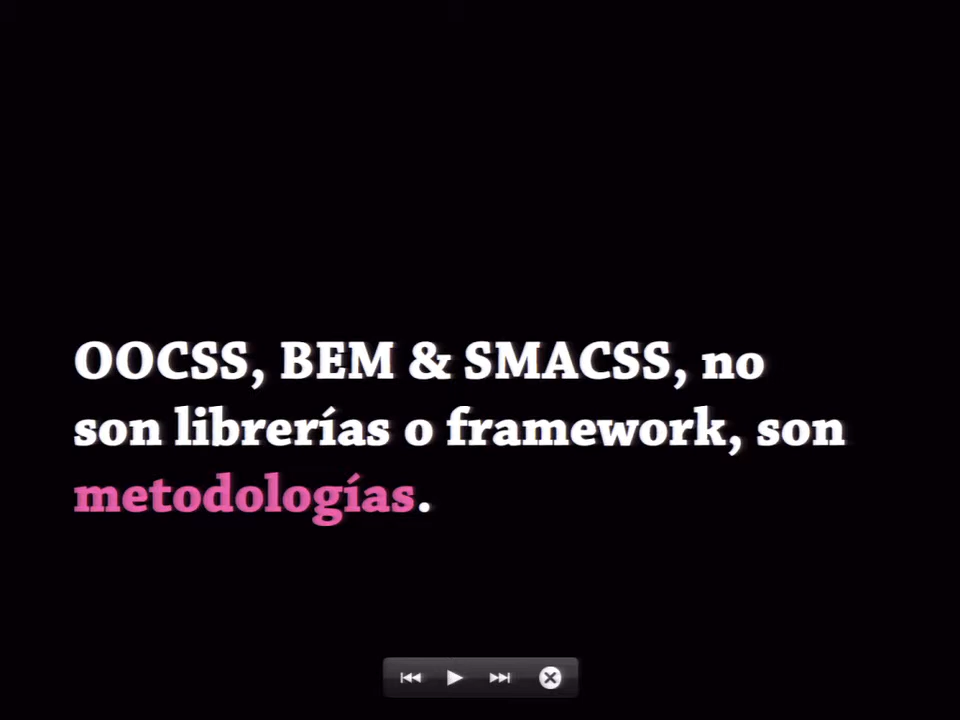 OOCSS, BEM & SMACSS, no
son librerías o framework, son
metodologías.